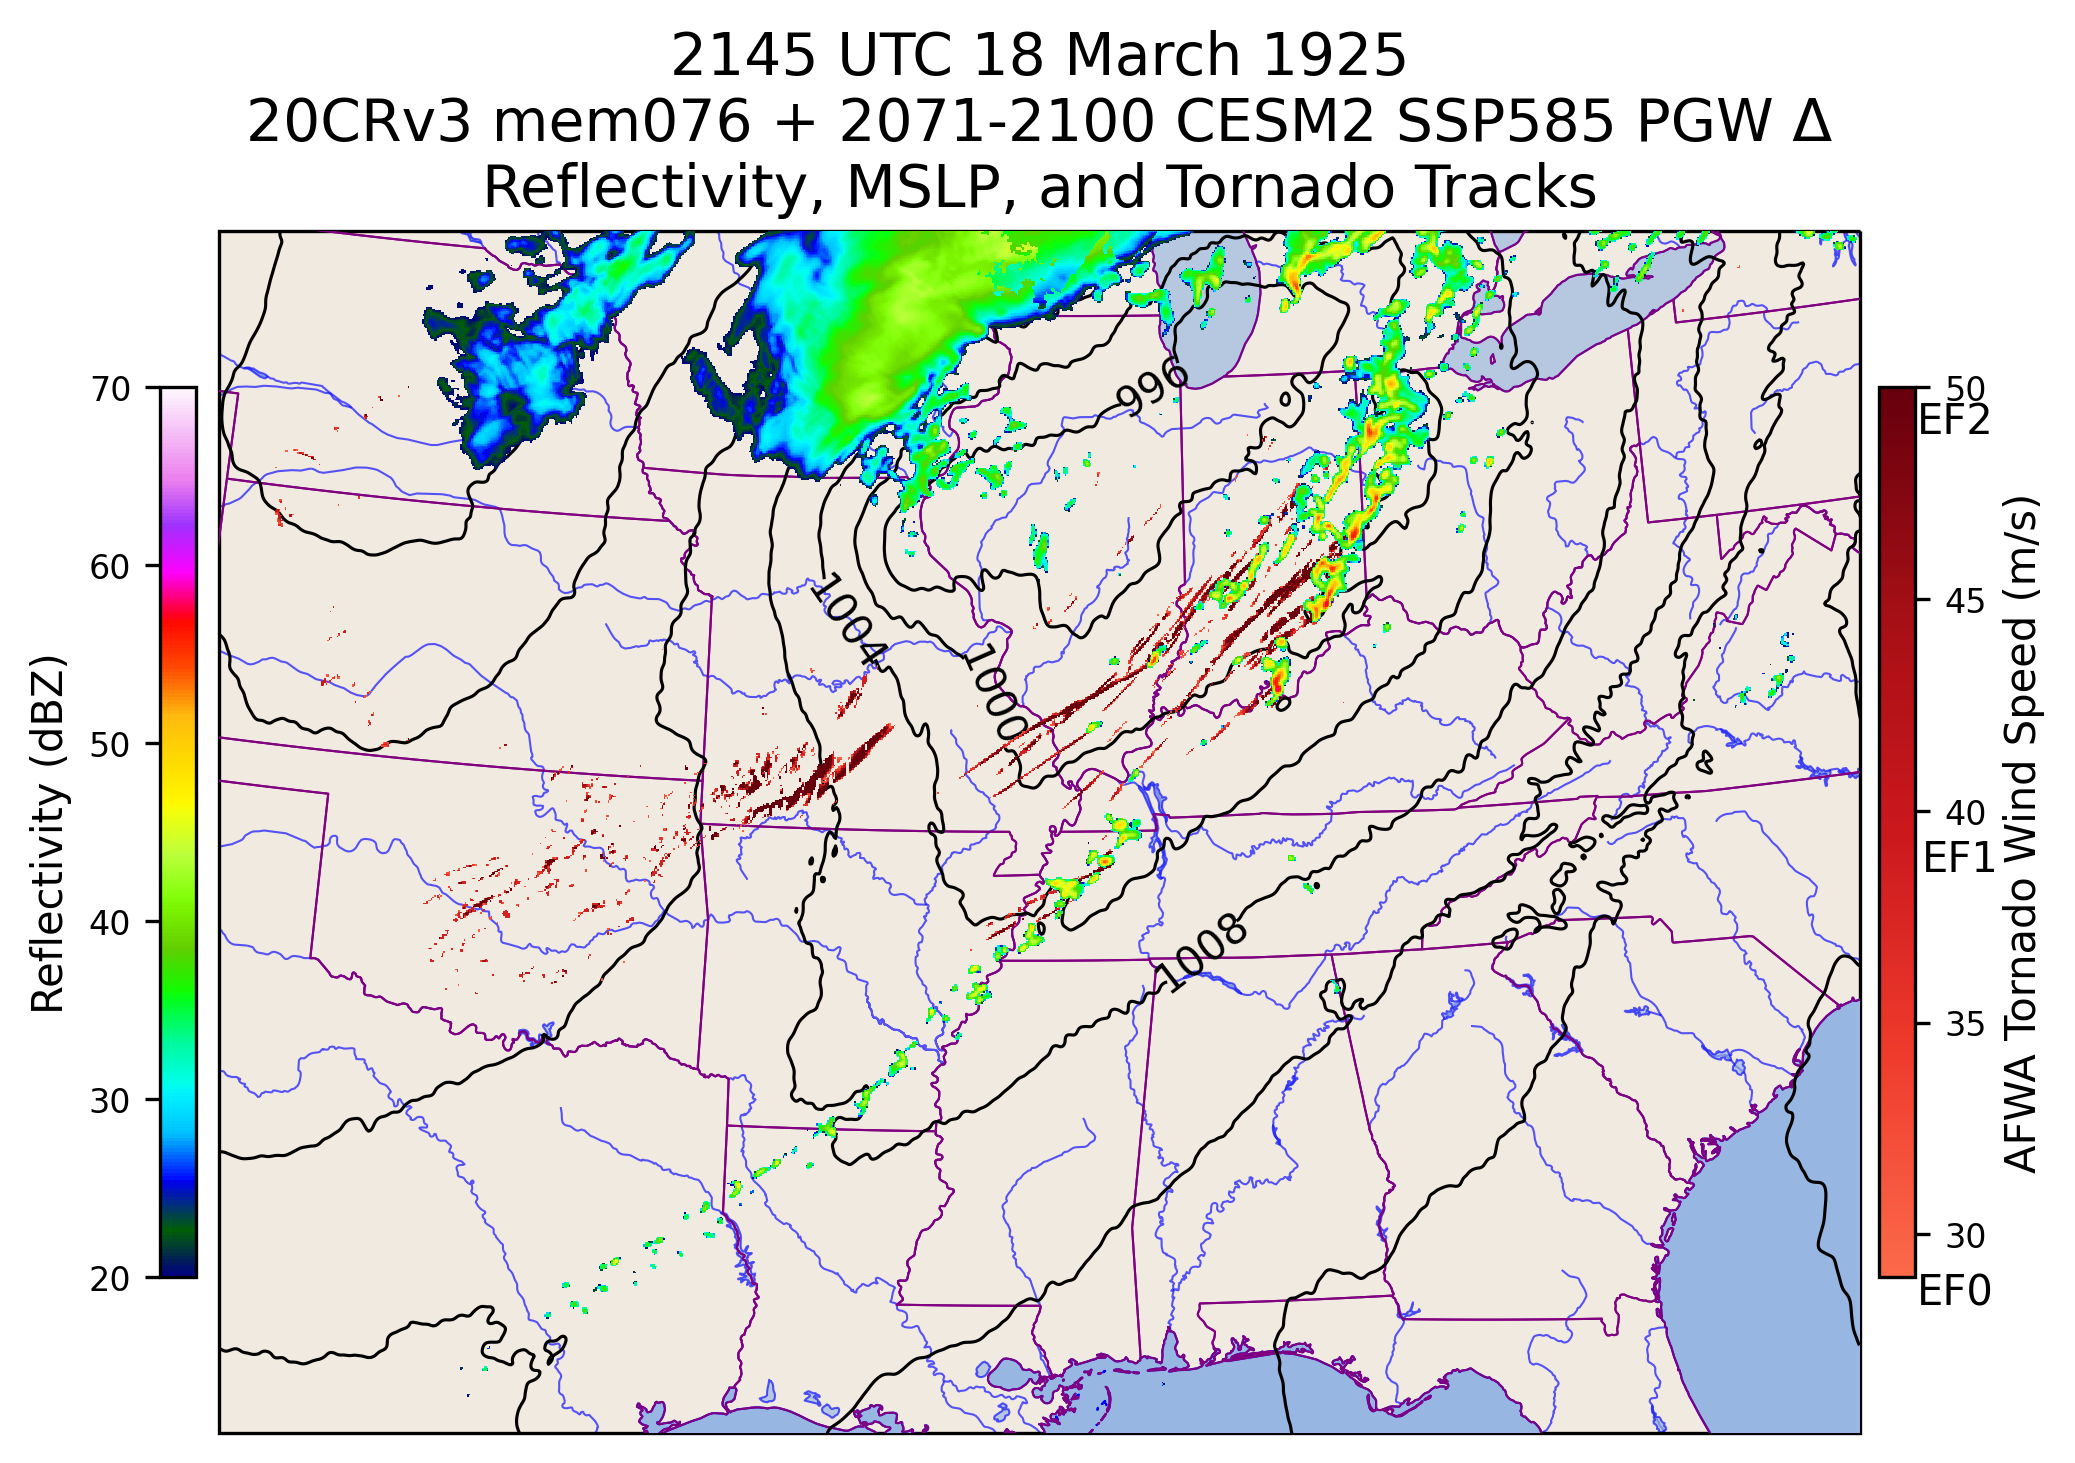 2145 UTC 18 March 1925
20CRv3 mem076 + 2071-2100 CESM2 SSP585 PGW Δ
Reflectivity, MSLP, and Tornado Tracks
70
60
50
40
30
20
Reflectivity (dBZ)
996
1004
1000
1008
50
EF2
45
40
EF1
35
30
EF0
AFWA Tornado Wind Speed (m/s)